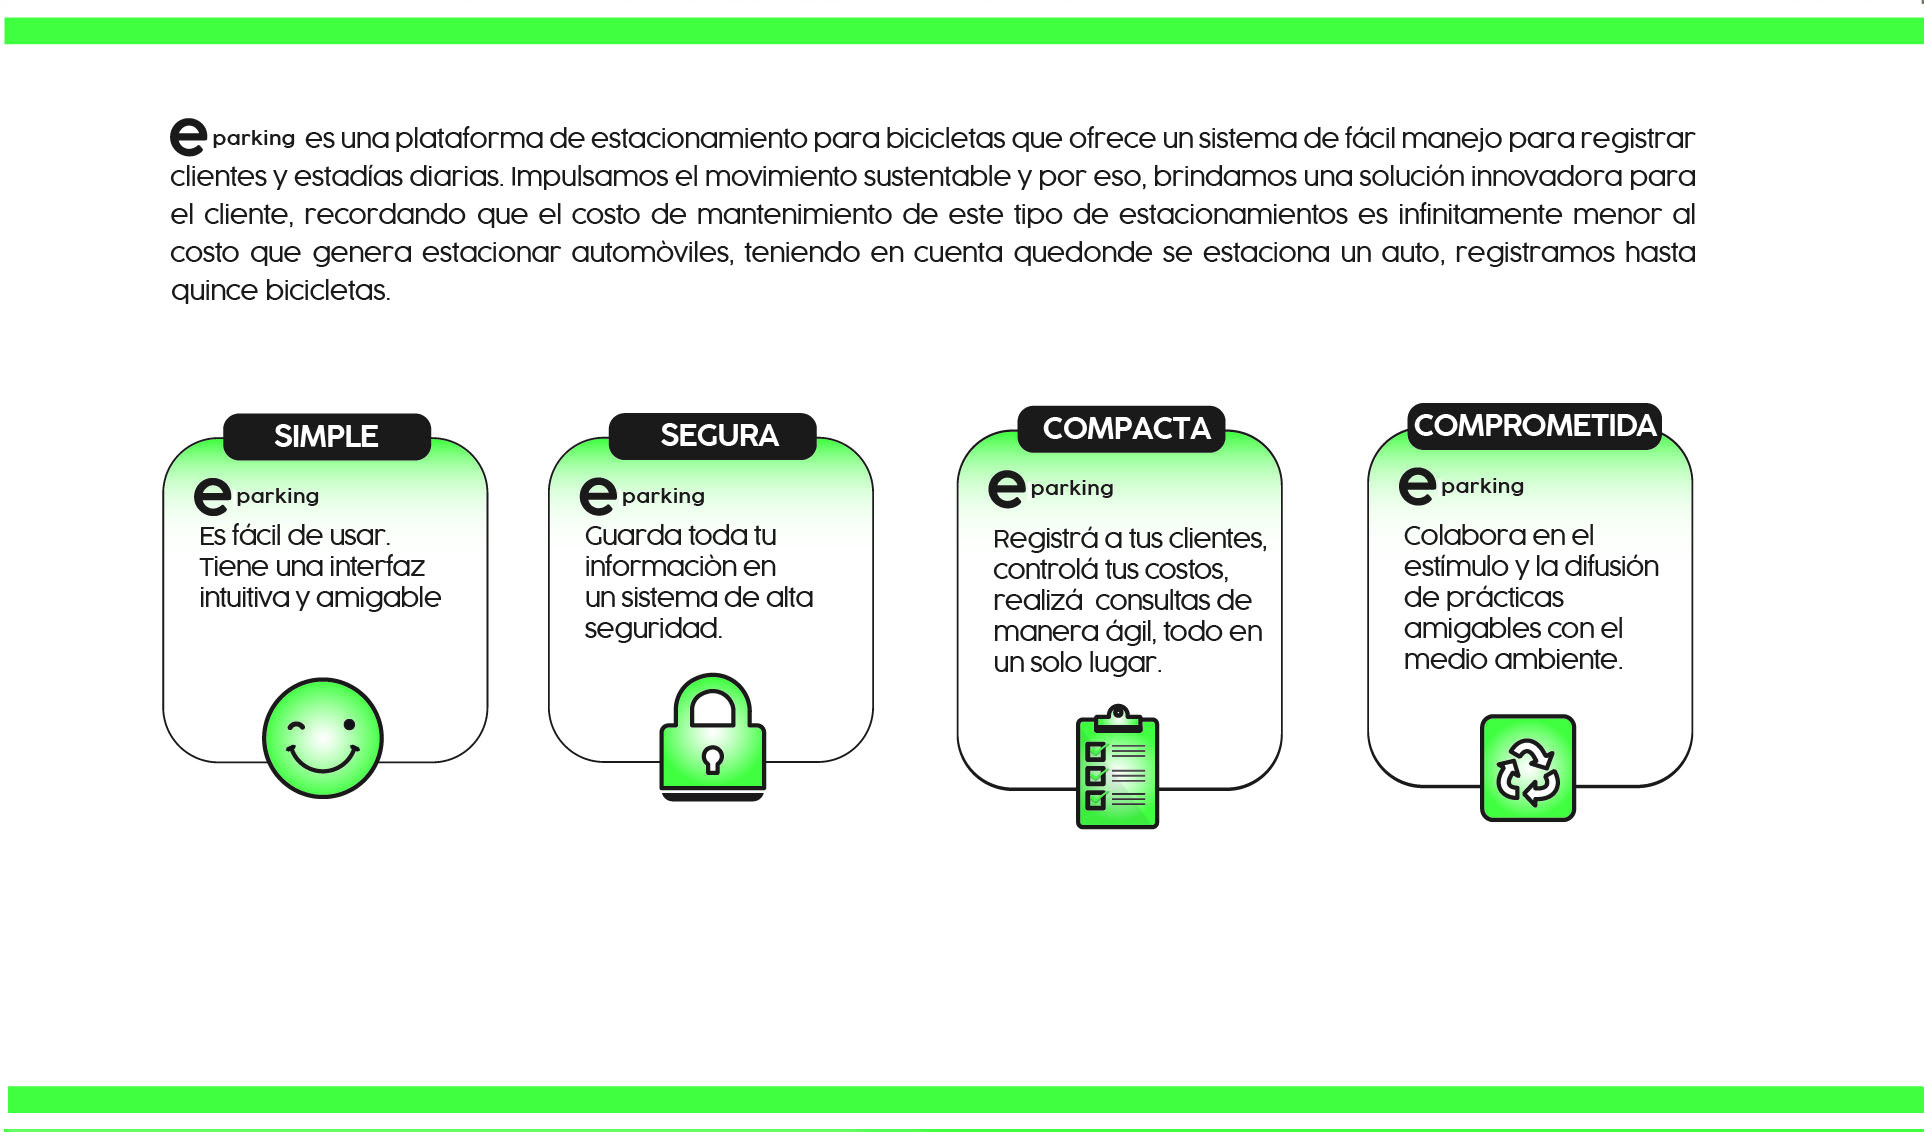 e parking es una plataforma de estacionamiento para bicicletas que ofrece un sistema de fácil manejo para registrar
clientes y estadías diarias. Impulsamos el movimiento sustentable y por eso, brindamos una solución innovadora para
el cliente, recordando que el costo de mantenimiento de este tipo de estacionamientos es infinitamente menor al
costo que genera estacionar automòviles, teniendo en cuenta quedonde se estaciona un auto, registramos hasta
quince bicicletas.
SIMPLE
e parking
Es fácil de usar.
Tiene una interfaz
intuitiva y amigable
SEGURA
e parking
Guarda toda tu
informaciòn en
un sistema de alta
seguridad.
COMPACTA
e parking
Registrá a tus clientes,
controlá tus costos,
realizá consultas de
manera ágil, todo en
un solo lugar.
COMPROMETIDA
e parking
Colabora en el
estímulo y la difusión
de prácticas
amigables con el
medio ambiente.